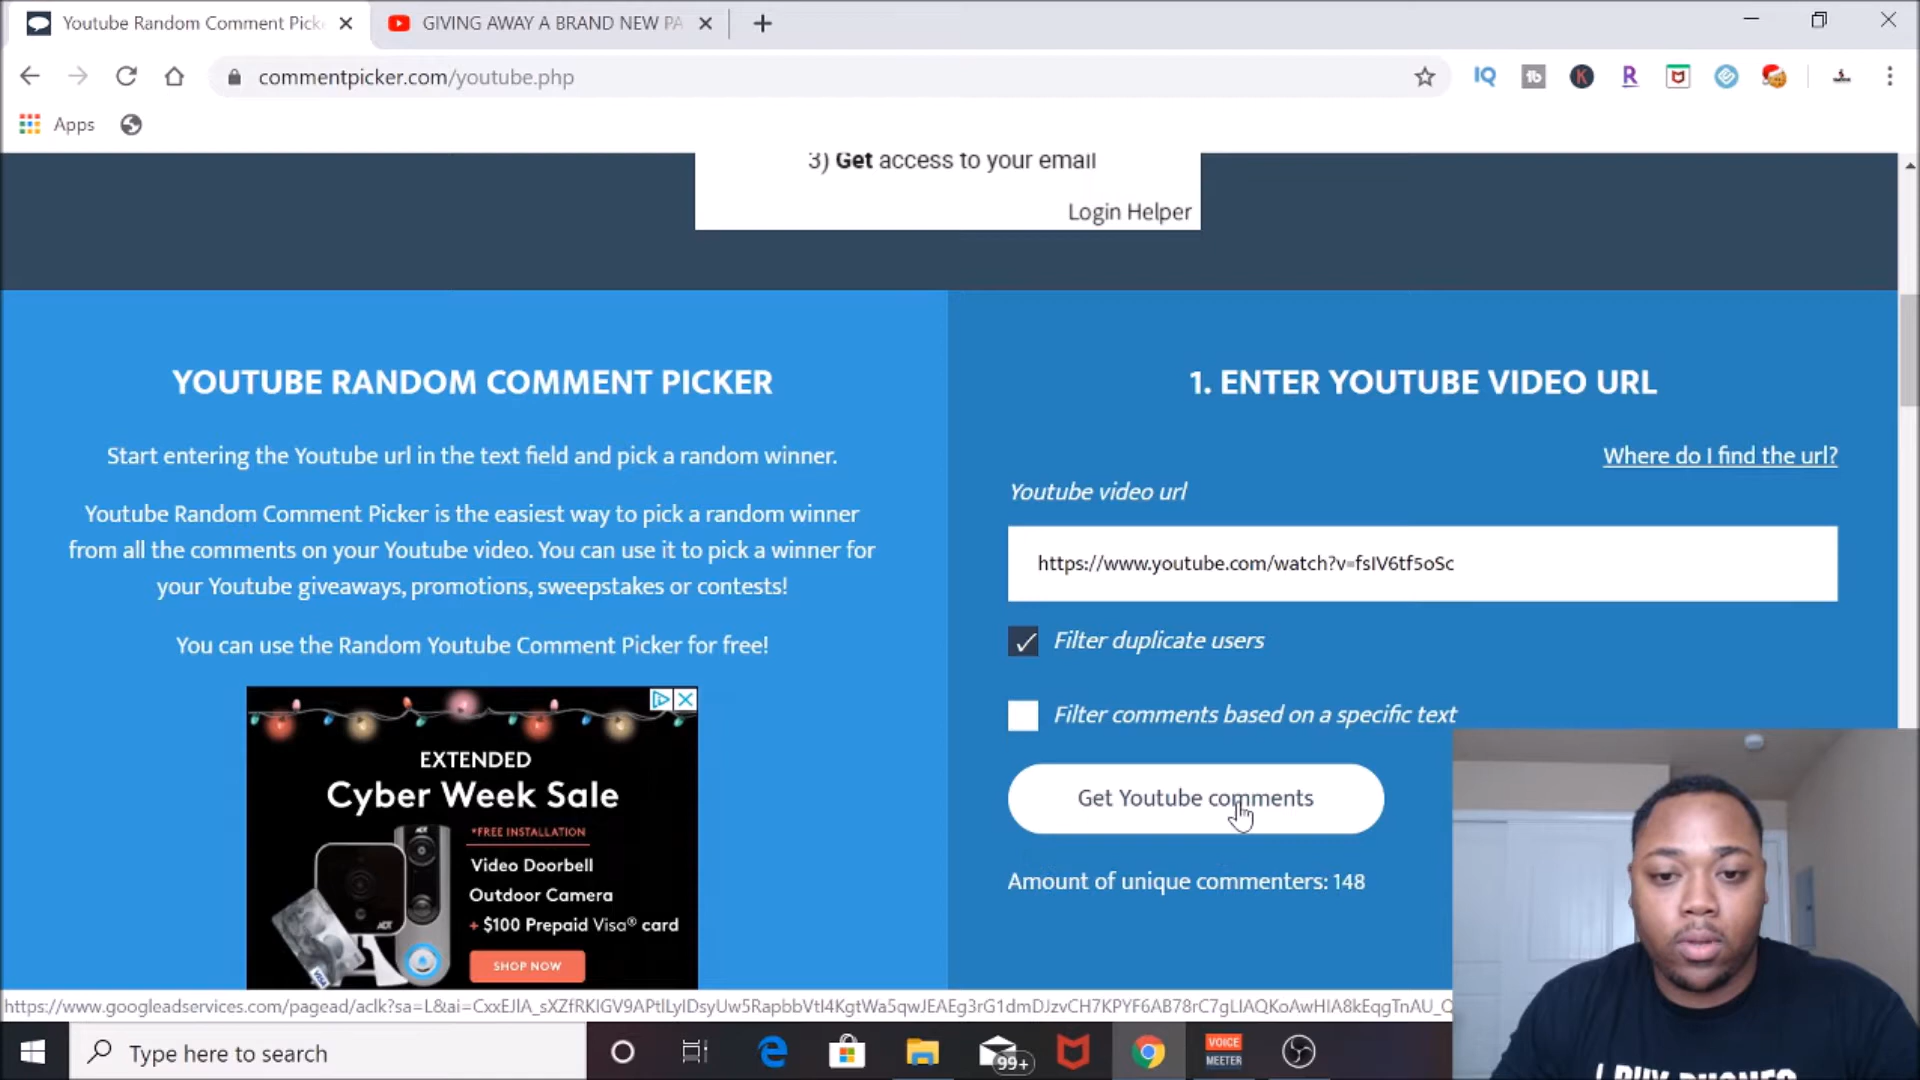 Youtube Random Comment Pick
GIVING AWAY A BRAND NEW PA
commentpicker.com/youtube.php
IQ
tb
K
R
Apps
3) Get access to your email
Login Helper
YOUTUBE RANDOM COMMENT PICKER
Start entering the Youtube url in the text field and pick a random winner.
Youtube Random Comment Picker is the easiest way to pick a random winner
from all the comments on your Youtube video. You can use it to pick a winner for
your Youtube giveaways, promotions, sweepstakes or contests!
You can use the Random Youtube Comment Picker for free!
EXTENDED
Cyber Week Sale
*FREE INSTALLATION
Video Doorbell
Outdoor Camera
+ $100 Prepaid Visa® card
SHOP NOW
ADT
VISA
1. ENTER YOUTUBE VIDEO URL
Where do I find the url?
Youtube video url
https://www.youtube.com/watch?v=fsIV6tf5oSc
Filter duplicate users
Filter comments based on a specific text
Get Youtube comments
Amount of unique commenters: 148
I BUY PHONES
Type here to search
99+
VOICE
MEETER